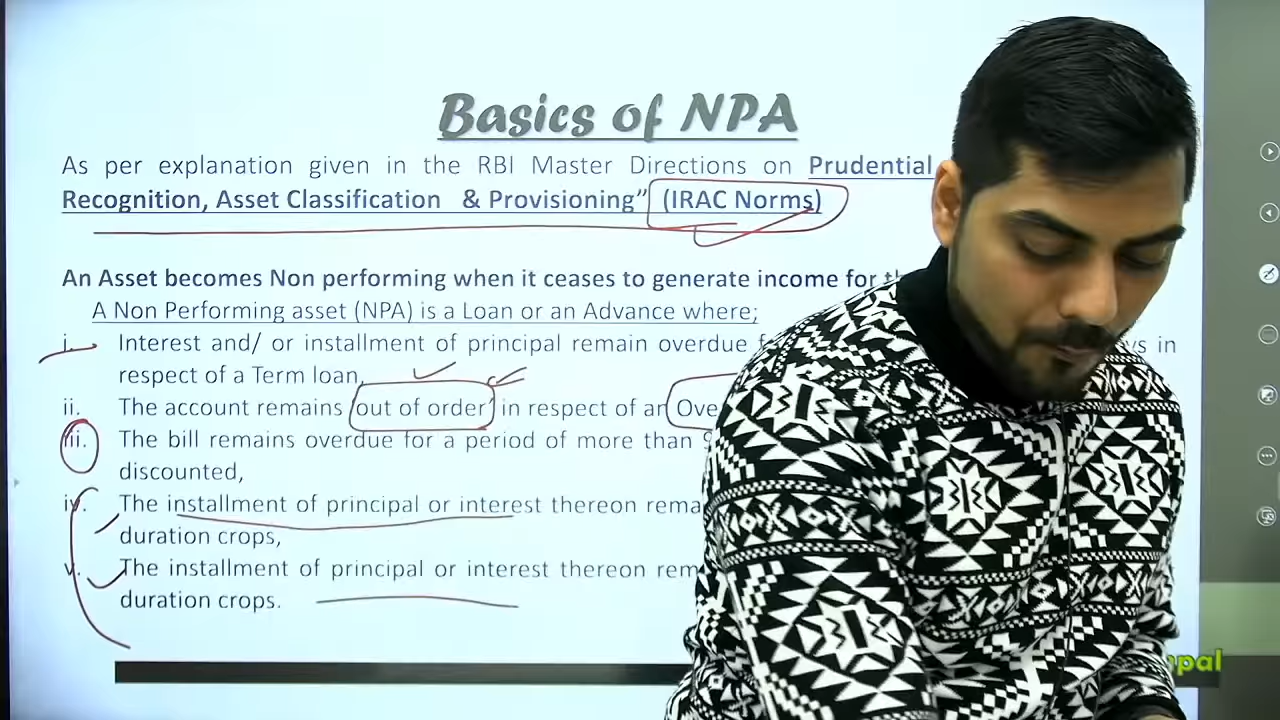 Basics of NPA
As per explanation given in the RBI Master Directions on Prudential
Recognition, Asset Classification & Provisioning” (IRAC Norms)
An Asset becomes Non performing when it ceases to generate income for
A Non Performing asset (NPA) is a Loan or an Advance where;
i. Interest and/ or installment of principal remain overdue in
respect of a Term loan,
ii. The account remains out of order in respect of an
iii. The bill remains overdue for a period of more than
discounted,
iv. The installment of principal or interest thereon
duration crops,
v. The installment of principal or interest thereon
duration crops.